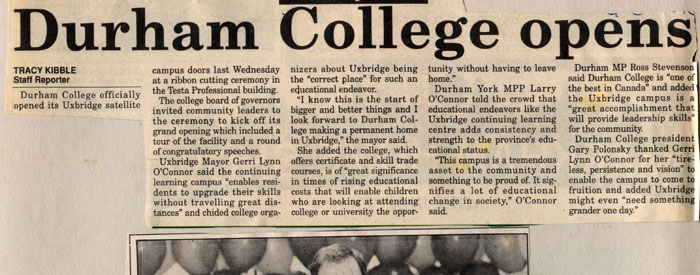 Durham College opens
TRACY KIBBLE
Staff Reporter
Durham College officially
opened its Uxbridge satellite
campus doors last Wednesday
at a ribbon cutting ceremony in
the Testa Professional building.
The college board of governors
invited community leaders to
the ceremony to kick off its
grand opening which included a
tour of the facility and a round
of congratulatory speeches.
Uxbridge Mayor Gerri Lynn
O'Connor said the continuing
learning campus "enables resi-
dents to upgrade their skills
without travelling great dis-
tances" and chided college orga-
nizers about Uxbridge being
the "correct place" for such an
educational endeavor.
"I know this is the start of
bigger and better things and I
look forward to Durham Col-
lege making a permanent home
in Uxbridge," the mayor said.
She added the college, which
offers certificate and skill trade
courses, is of "great significance
in times of rising educational
costs that will enable children
who are looking at attending
college or university the oppor-
tunity without having to leave
home."
Durham York MPP Larry
O'Connor told the crowd that
educational endeavors like the
Uxbridge continuing learning
centre adds consistency and
strength to the province's edu-
cational status.
"This campus is a tremendous
asset to the community and
something to be proud of. It sig-
nifies a lot of educational
change in society," O'Connor
said.
Durham MP Ross Stevenson
said Durham College is "one of
the best in Canada" and added
the Uxbridge campus is a
"great accomplishment that
will provide leadership skills"
for the community.
Durham College president
Gary Polonsky thanked Gerri
Lynn O'Connor for her "tire-
less, persistence and vision" to
enable the campus to come to
fruition and added Uxbridge
might even "need something
grander one day."